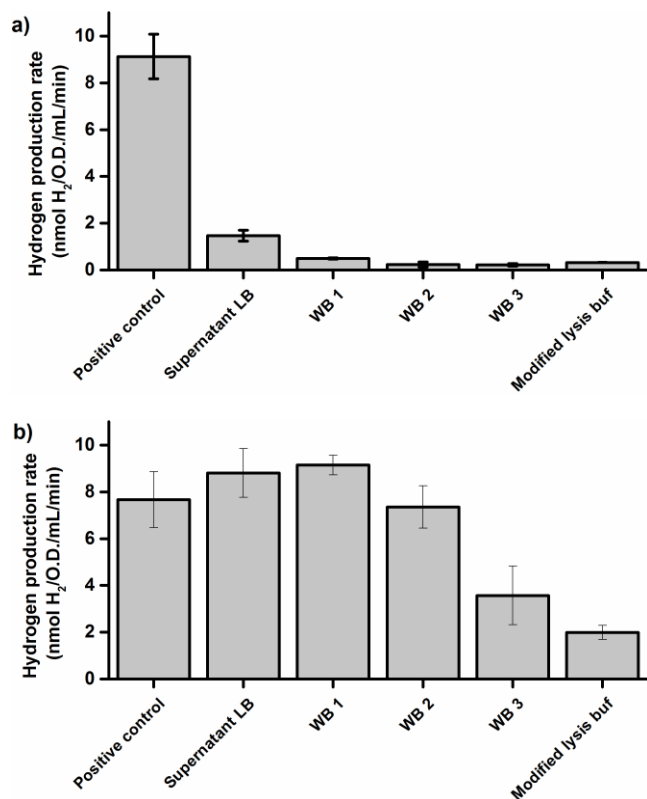 a)
Hydrogen production rate
(nmol H₂/O.D./mL/min)
10
8
6
4
2
0
Positive control
Supernatant LB
WB 1
WB 2
WB 3
Modified lysis buf
b)
Hydrogen production rate
(nmol H₂/O.D./mL/min)
10
8
6
4
2
0
Positive control
Supernatant LB
WB 1
WB 2
WB 3
Modified lysis buf